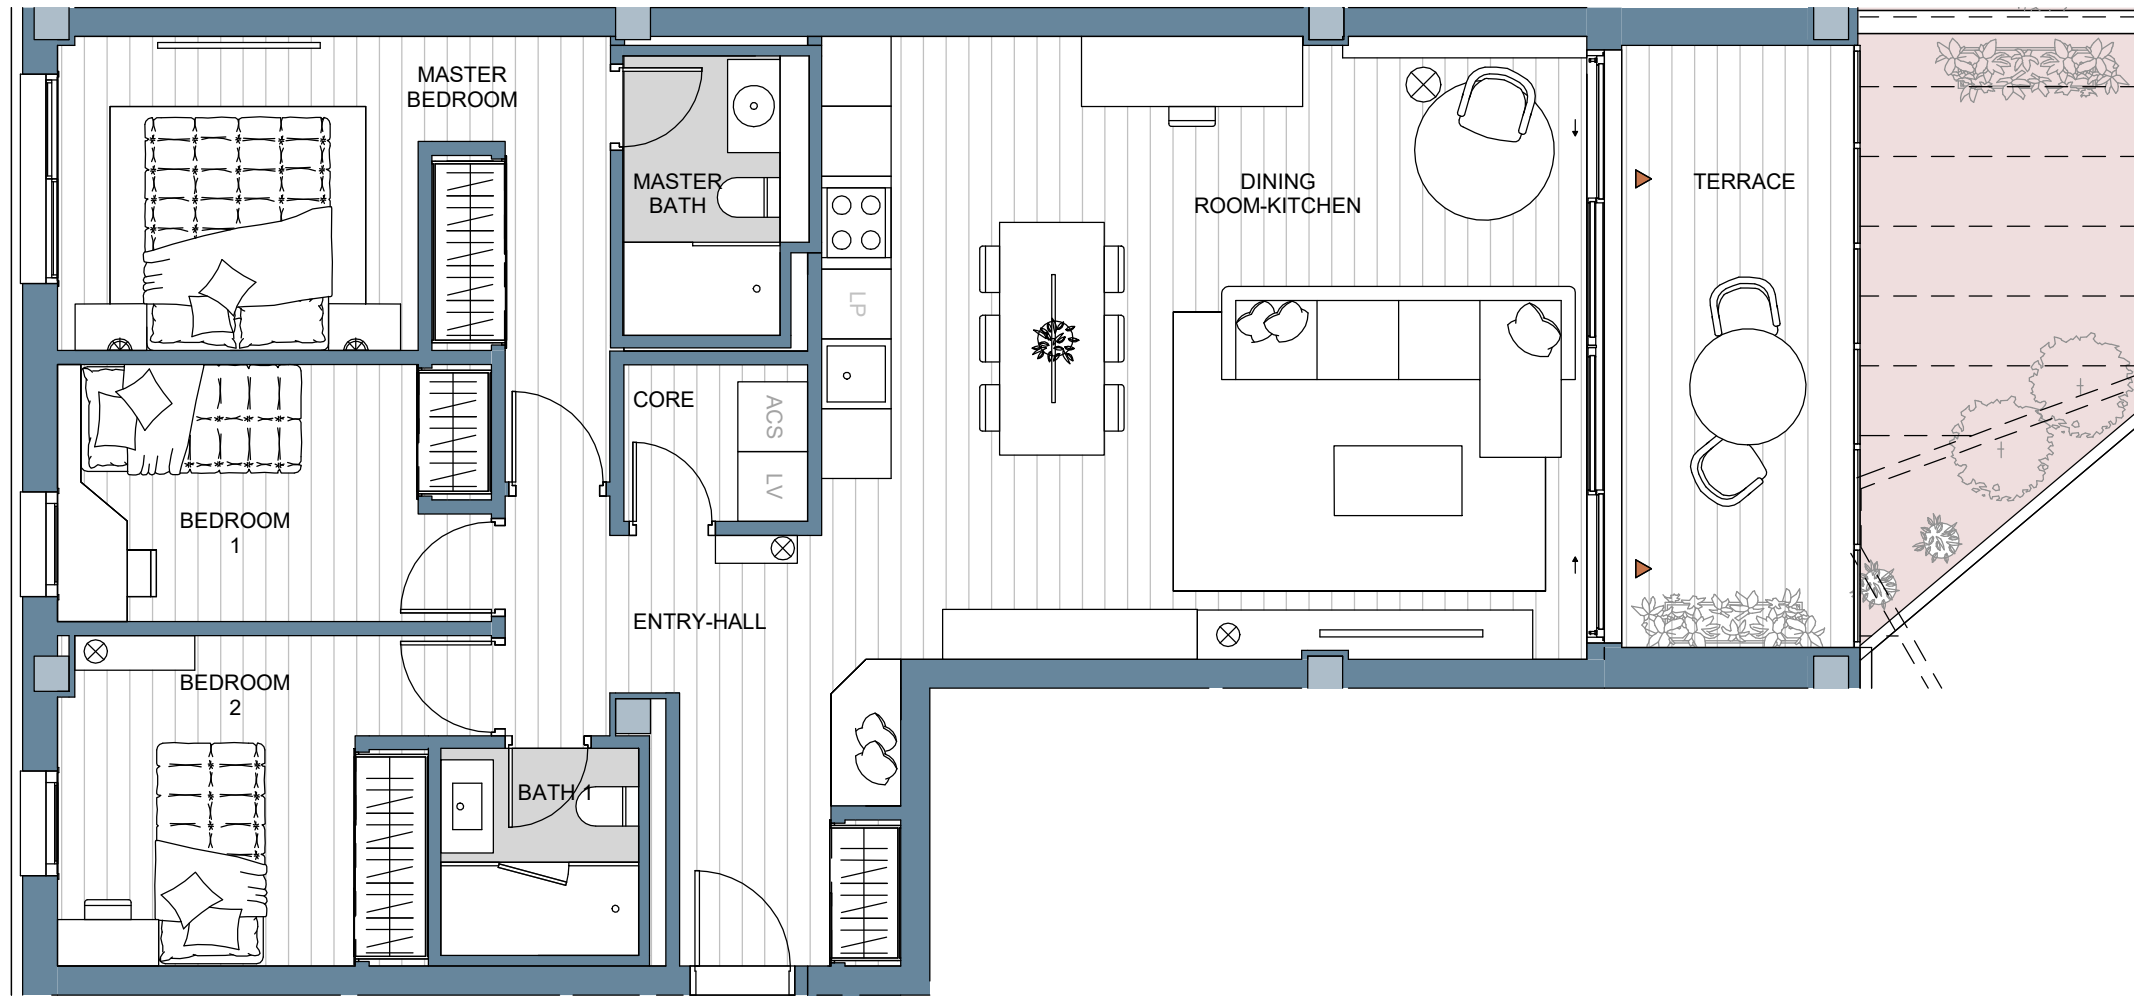 MASTER
BEDROOM
MASTER
BATH
DINING
ROOM-KITCHEN
TERRACE
LP
CORE
ACS
LV
BEDROOM
1
ENTRY-HALL
BEDROOM
2
BATH 1